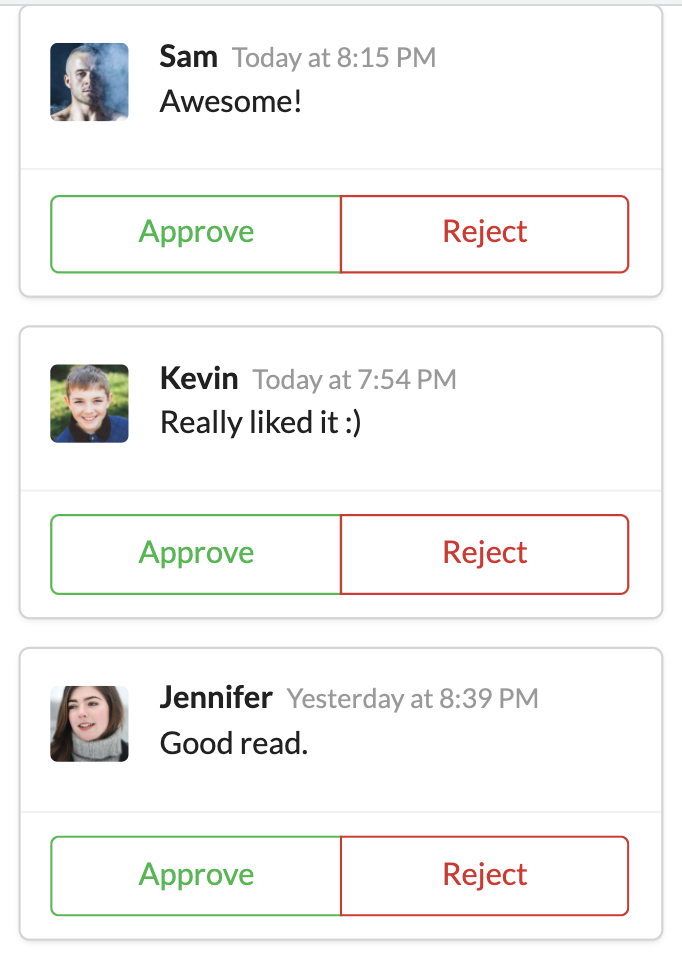 Sam Today at 8:15 PM
Awesome!
Approve Reject
Kevin Today at 7:54 PM
Really liked it :)
Approve Reject
Jennifer Yesterday at 8:39 PM
Good read.
Approve Reject